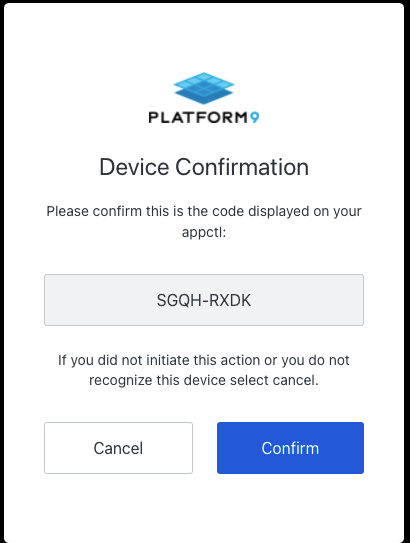 PLATFORM9
Device Confirmation
Please confirm this is the code displayed on your
appctl:
SGQH-RXDK
If you did not initiate this action or you do not
recognize this device select cancel.
Cancel
Confirm